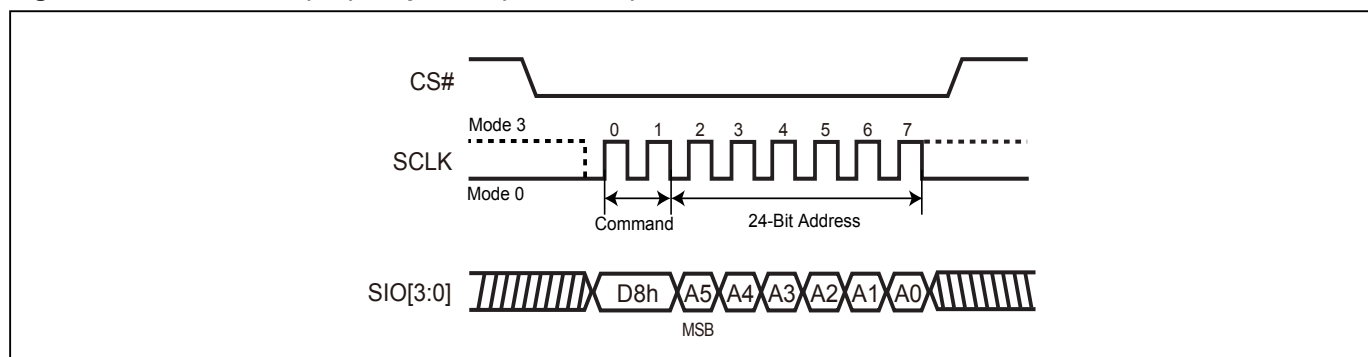 CS#
Mode 3
0 1 2 3 4 5 6 7
SCLK
Mode 0
Command 24-Bit Address
SIO[3:0] D8h A5 A4 A3 A2 A1 A0
MSB